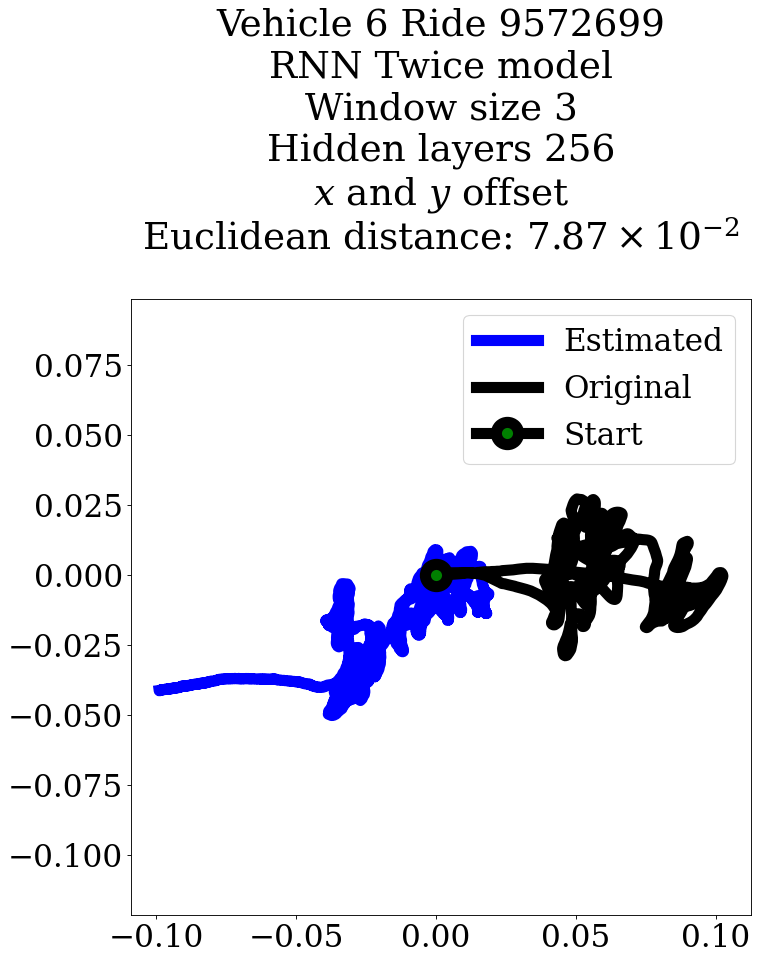 Vehicle 6 Ride 9572699
RNN Twice model
Window size 3
Hidden layers 256
x and y offset
Euclidean distance: 7.87 × 10⁻²
Estimated
Original
Start
0.075
0.050
0.025
0.000
−0.025
−0.050
−0.075
−0.100
−0.10 −0.05 0.00 0.05 0.10